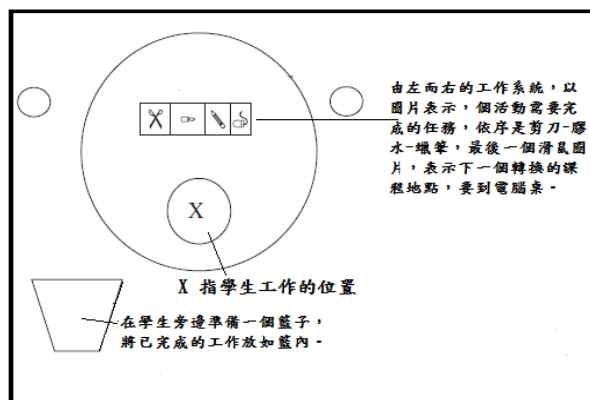 由左而右的工作系統,以
圖片表示,個活動需要完
成的任務,依序是剪刀-膠
水-蠟筆,最後一個滑鼠圖
片,表示下一個轉換的課
程地點,要到電腦桌。
X
X 指學生工作的位置
在學生旁邊準備一個籃子,
將已完成的工作放如籃內。